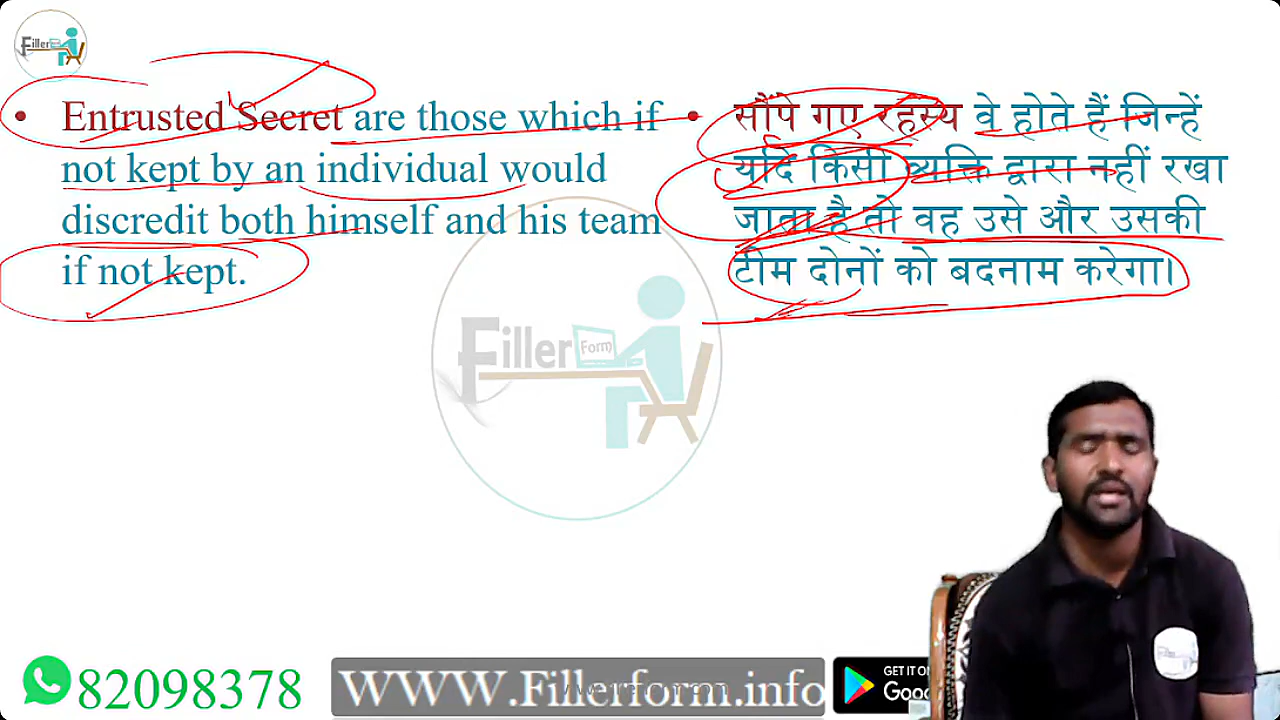 Filler
Entrusted Secret are those which if
not kept by an individual would
discredit both himself and his team
if not kept.
सौंपे गए रहस्य वे होते हैं जिन्हें
यदि किसी व्यक्ति द्वारा नहीं रखा
जाता है तो वह उसे और उसकी
टीम दोनों को बदनाम करेगा।
Filler Form
82098378
WWW.Fillerform.info
GET IT ON